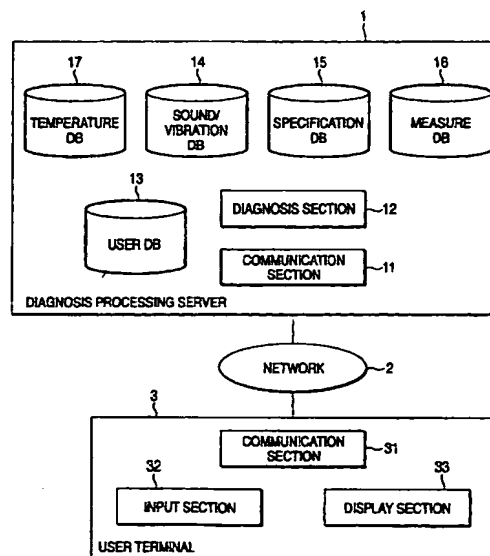 1
17
14
15
16
TEMPERATURE
DB
SOUND/
VIBRATION
DB
SPECIFICATION
DB
MEASURE
DB
13
USER DB
DIAGNOSIS SECTION
12
COMMUNICATION
SECTION
11
DIAGNOSIS PROCESSING SERVER
NETWORK
2
3
COMMUNICATION
SECTION
31
32
33
INPUT SECTION
DISPLAY SECTION
USER TERMINAL